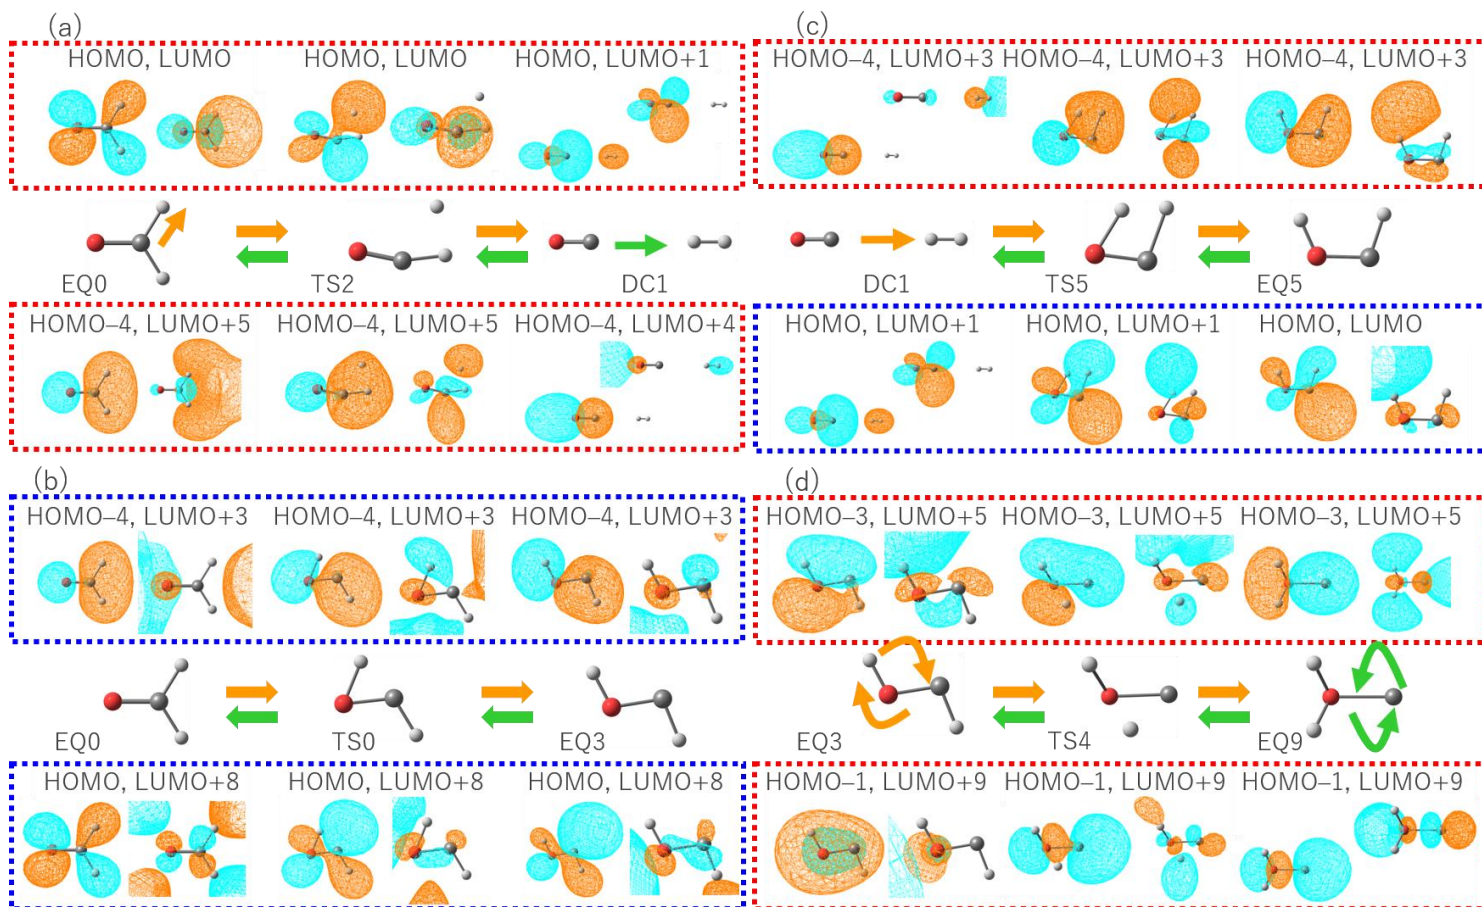 (a)
HOMO, LUMO HOMO, LUMO HOMO, LUMO+1
EQ0 TS2 DC1
HOMO–4, LUMO+5 HOMO–4, LUMO+5 HOMO–4, LUMO+4
(b)
HOMO–4, LUMO+3 HOMO–4, LUMO+3 HOMO–4, LUMO+3
EQ0 TS0 EQ3
HOMO, LUMO+8 HOMO, LUMO+8 HOMO, LUMO+8
(c)
HOMO–4, LUMO+3 HOMO–4, LUMO+3 HOMO–4, LUMO+3
DC1 TS5 EQ5
HOMO, LUMO+1 HOMO, LUMO+1 HOMO, LUMO
(d)
HOMO–3, LUMO+5 HOMO–3, LUMO+5 HOMO–3, LUMO+5
EQ3 TS4 EQ9
HOMO–1, LUMO+9 HOMO–1, LUMO+9 HOMO–1, LUMO+9